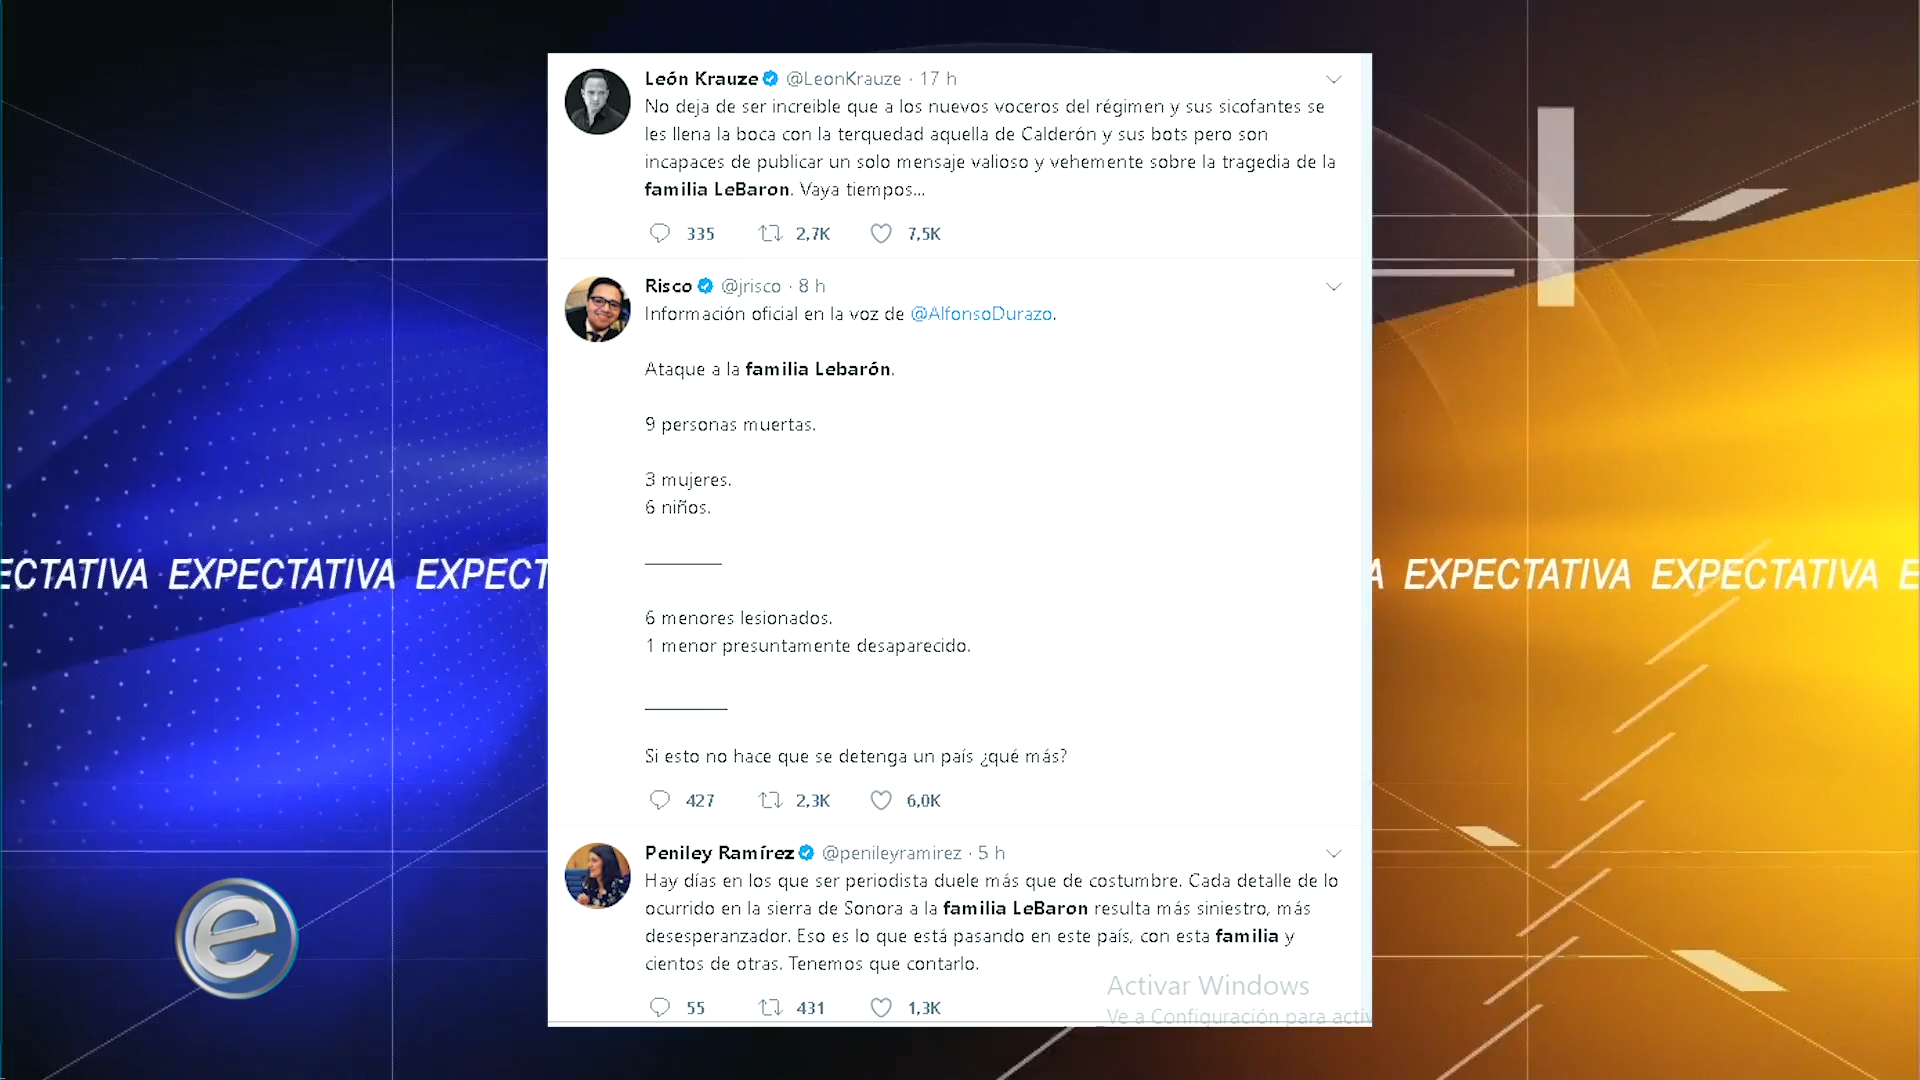 León Krauze @LeonKrauze · 17 h
No deja de ser increible que a los nuevos voceros del régimen y sus sicofantes se
les llena la boca con la terquedad aquella de Calderón y sus bots pero son
incapaces de publicar un solo mensaje valioso y vehemente sobre la tragedia de la
familia LeBaron. Vaya tiempos...
335 2,7K 7,5K
Risco @jrisco · 8 h
Información oficial en la voz de @AlfonsoDurazo.
Ataque a la familia Lebarón.
9 personas muertas.
3 mujeres.
6 niños.
6 menores lesionados.
1 menor presuntamente desaparecido.
Si esto no hace que se detenga un país ¿qué más?
427 2,3K 6,0K
Peniley Ramírez @penileyramirez · 5 h
Hay días en los que ser periodista duele más que de costumbre. Cada detalle de lo
ocurrido en la sierra de Sonora a la familia LeBaron resulta más siniestro, más
desesperanzador. Eso es lo que está pasando en este país, con esta familia y
cientos de otras. Tenemos que contarlo.
55 431 1,3K
Activar Windows
Ve a Configuración para activ
ECTATIVA EXPECTATIVA EXPECT
A EXPECTATIVA EXPECTATIVA E
e